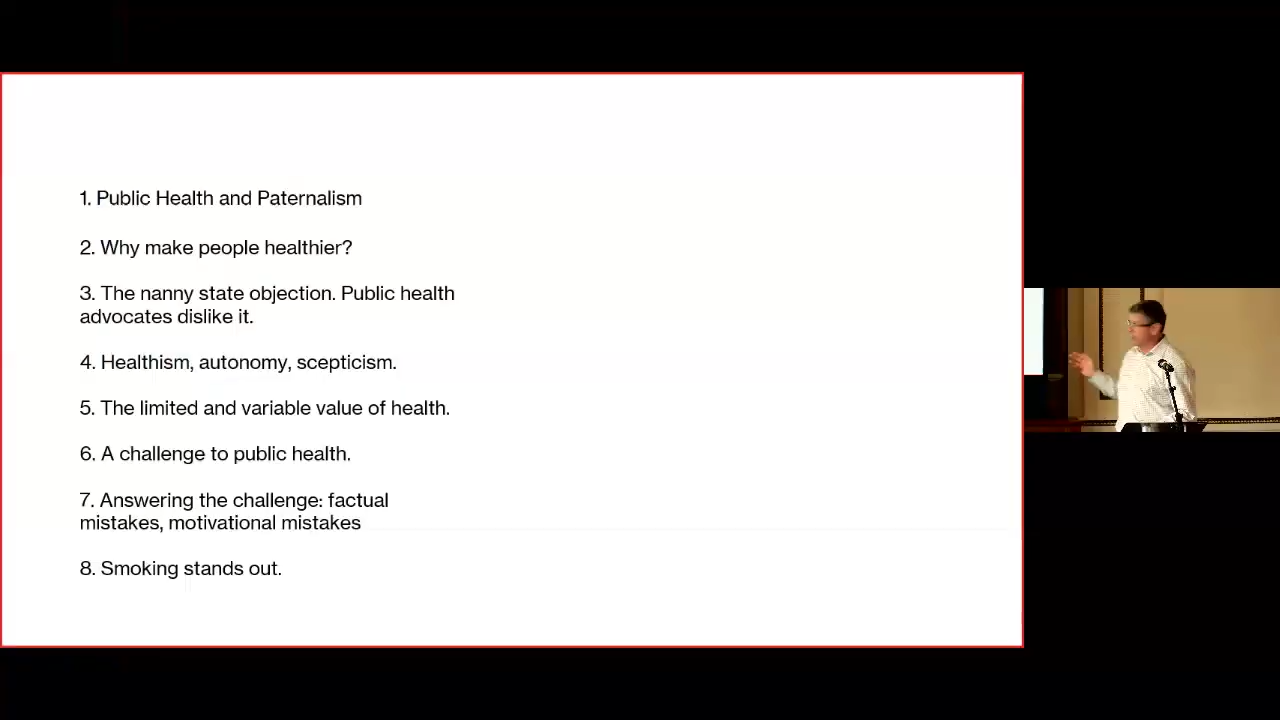 1. Public Health and Paternalism
2. Why make people healthier?
3. The nanny state objection. Public health
advocates dislike it.
4. Healthism, autonomy, scepticism.
5. The limited and variable value of health.
6. A challenge to public health.
7. Answering the challenge: factual
mistakes, motivational mistakes
8. Smoking stands out.